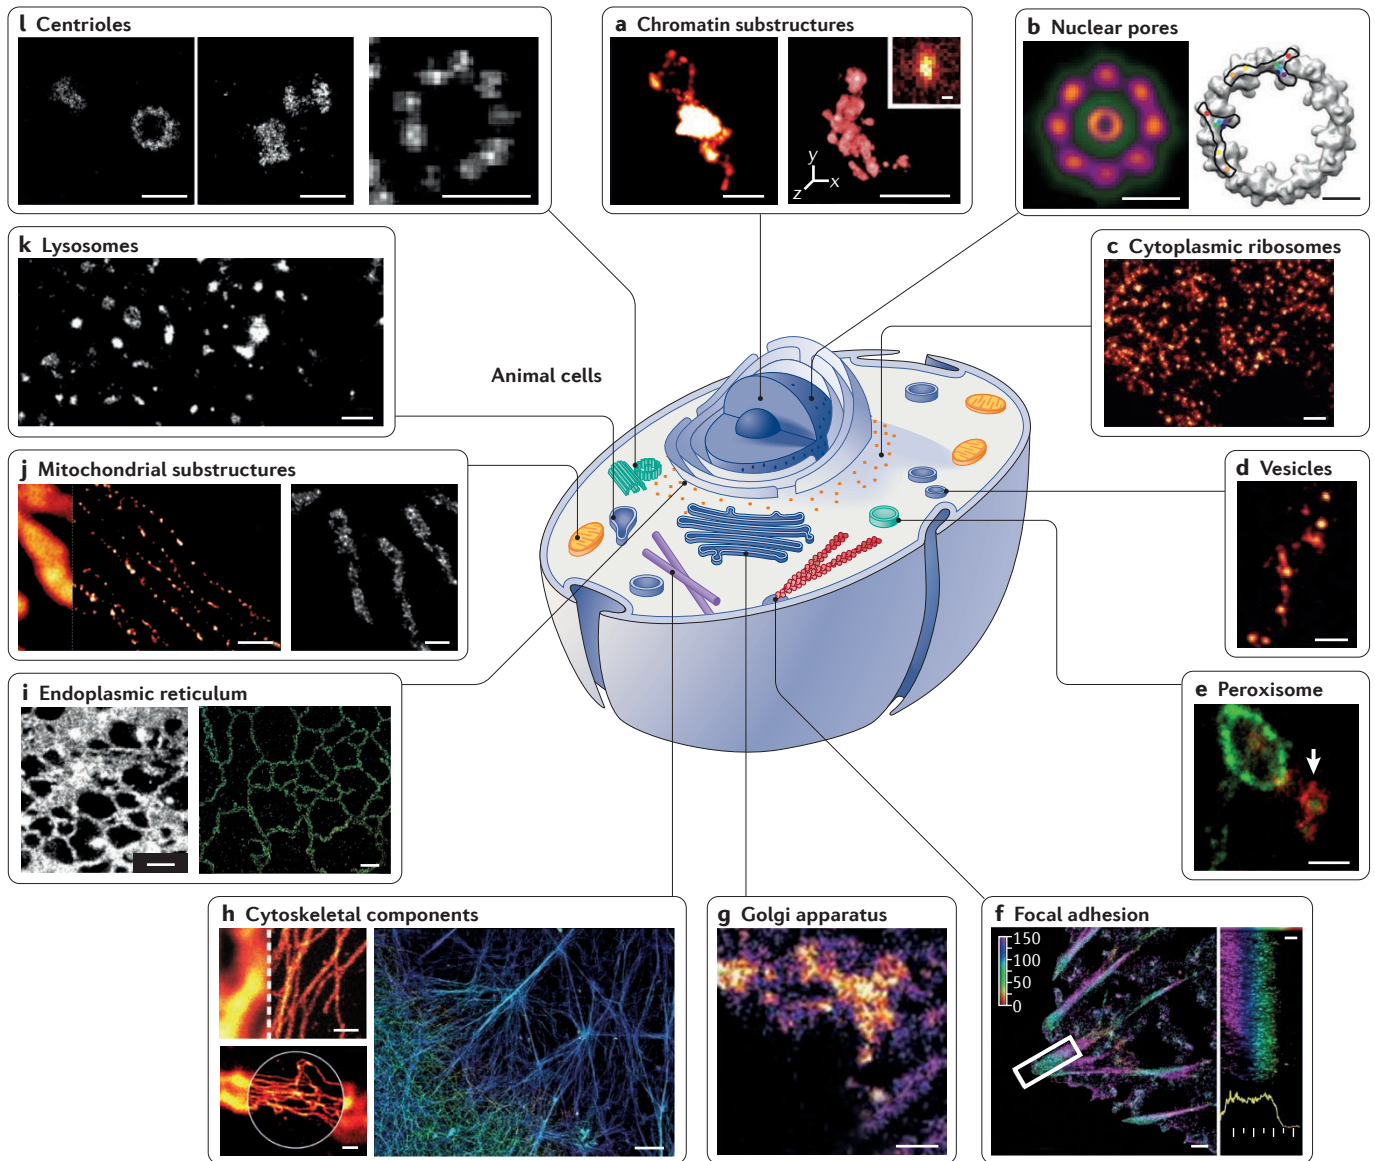 l Centrioles
a Chromatin substructures
y
x
z
b Nuclear pores
k Lysosomes
c Cytoplasmic ribosomes
Animal cells
j Mitochondrial substructures
d Vesicles
i Endoplasmic reticulum
e Peroxisome
h Cytoskeletal components
g Golgi apparatus
f Focal adhesion
150
100
50
0